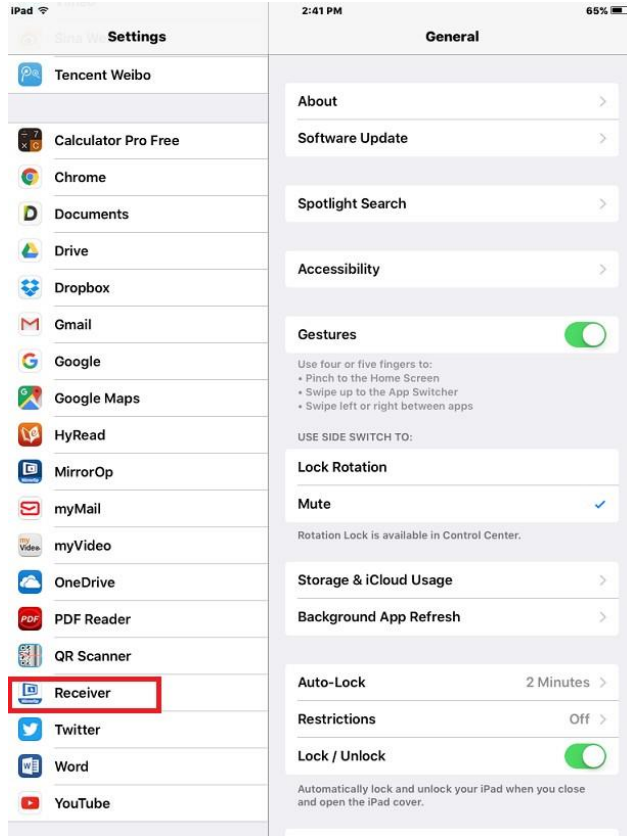 iPad
2:41 PM
65%
Settings
General
Tencent Weibo
Calculator Pro Free
Chrome
Documents
Drive
Dropbox
Gmail
Google
Google Maps
HyRead
MirrorOp
myMail
myVideo
OneDrive
PDF Reader
QR Scanner
Receiver
Twitter
Word
YouTube
About
Software Update
Spotlight Search
Accessibility
Gestures
Use four or five fingers to:
• Pinch to the Home Screen
• Swipe up to the App Switcher
• Swipe left or right between apps
USE SIDE SWITCH TO:
Lock Rotation
Mute
Rotation Lock is available in Control Center.
Storage & iCloud Usage
Background App Refresh
Auto-Lock 2 Minutes
Restrictions Off
Lock / Unlock
Automatically lock and unlock your iPad when you close
and open the iPad cover.